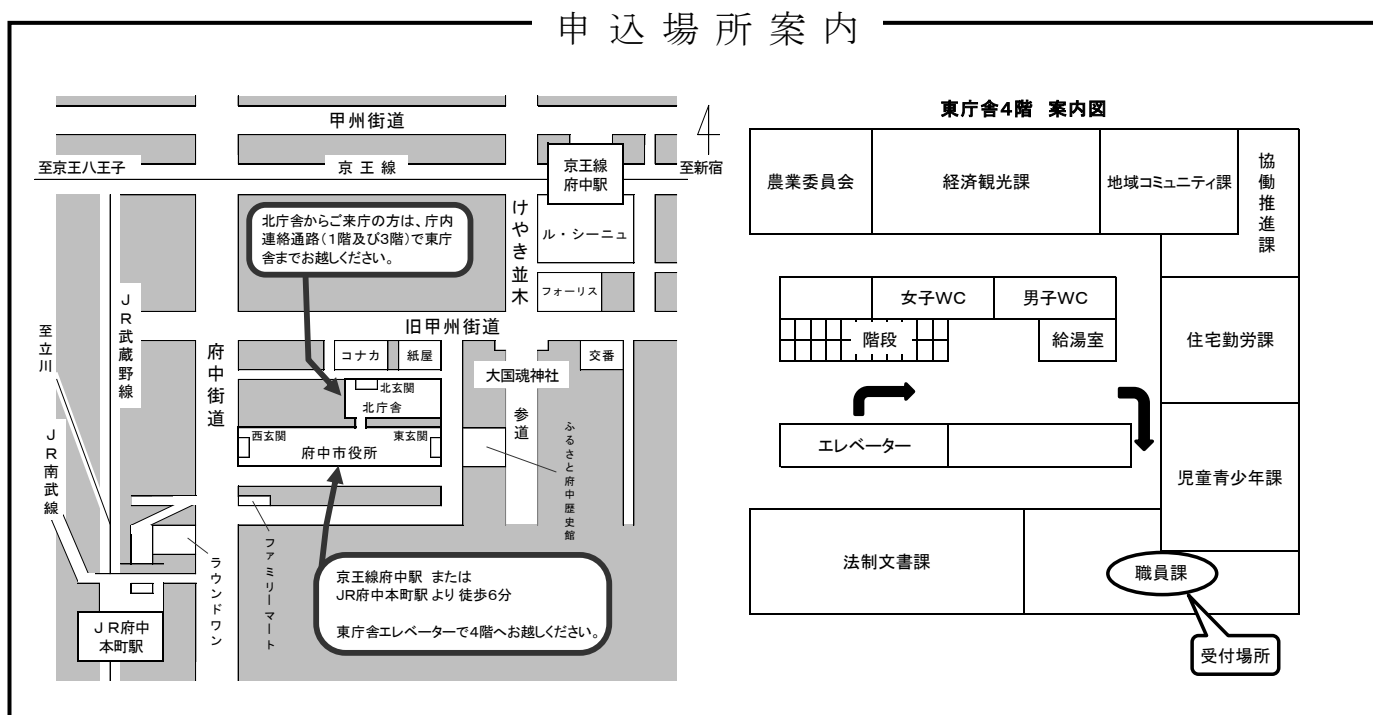 申込場所案内
甲州街道
至京王八王子
京王線
京王線
府中駅
至新宿
北庁舎からご来庁の方は、庁内
連絡通路(1階及び3階)で東庁
舎までお越しください。
けやき並木
ル・シーニュ
フォーリス
旧甲州街道
JR武蔵野線
至立川
JR南武線
府中街道
コナカ
紙屋
交番
大国魂神社
参道
北玄関
北庁舎
西玄関
東玄関
府中市役所
ふるさと府中歴史館
ラウンドワン
ファミリーマート
JR府中
本町駅
京王線府中駅 または
JR府中本町駅より徒歩6分
東庁舎エレベーターで4階へお越しください。
東庁舎4階 案内図
農業委員会
経済観光課
地域コミュニティ課
協働推進課
女子WC
男子WC
階段
給湯室
住宅勤労課
エレベーター
児童青少年課
法制文書課
職員課
受付場所